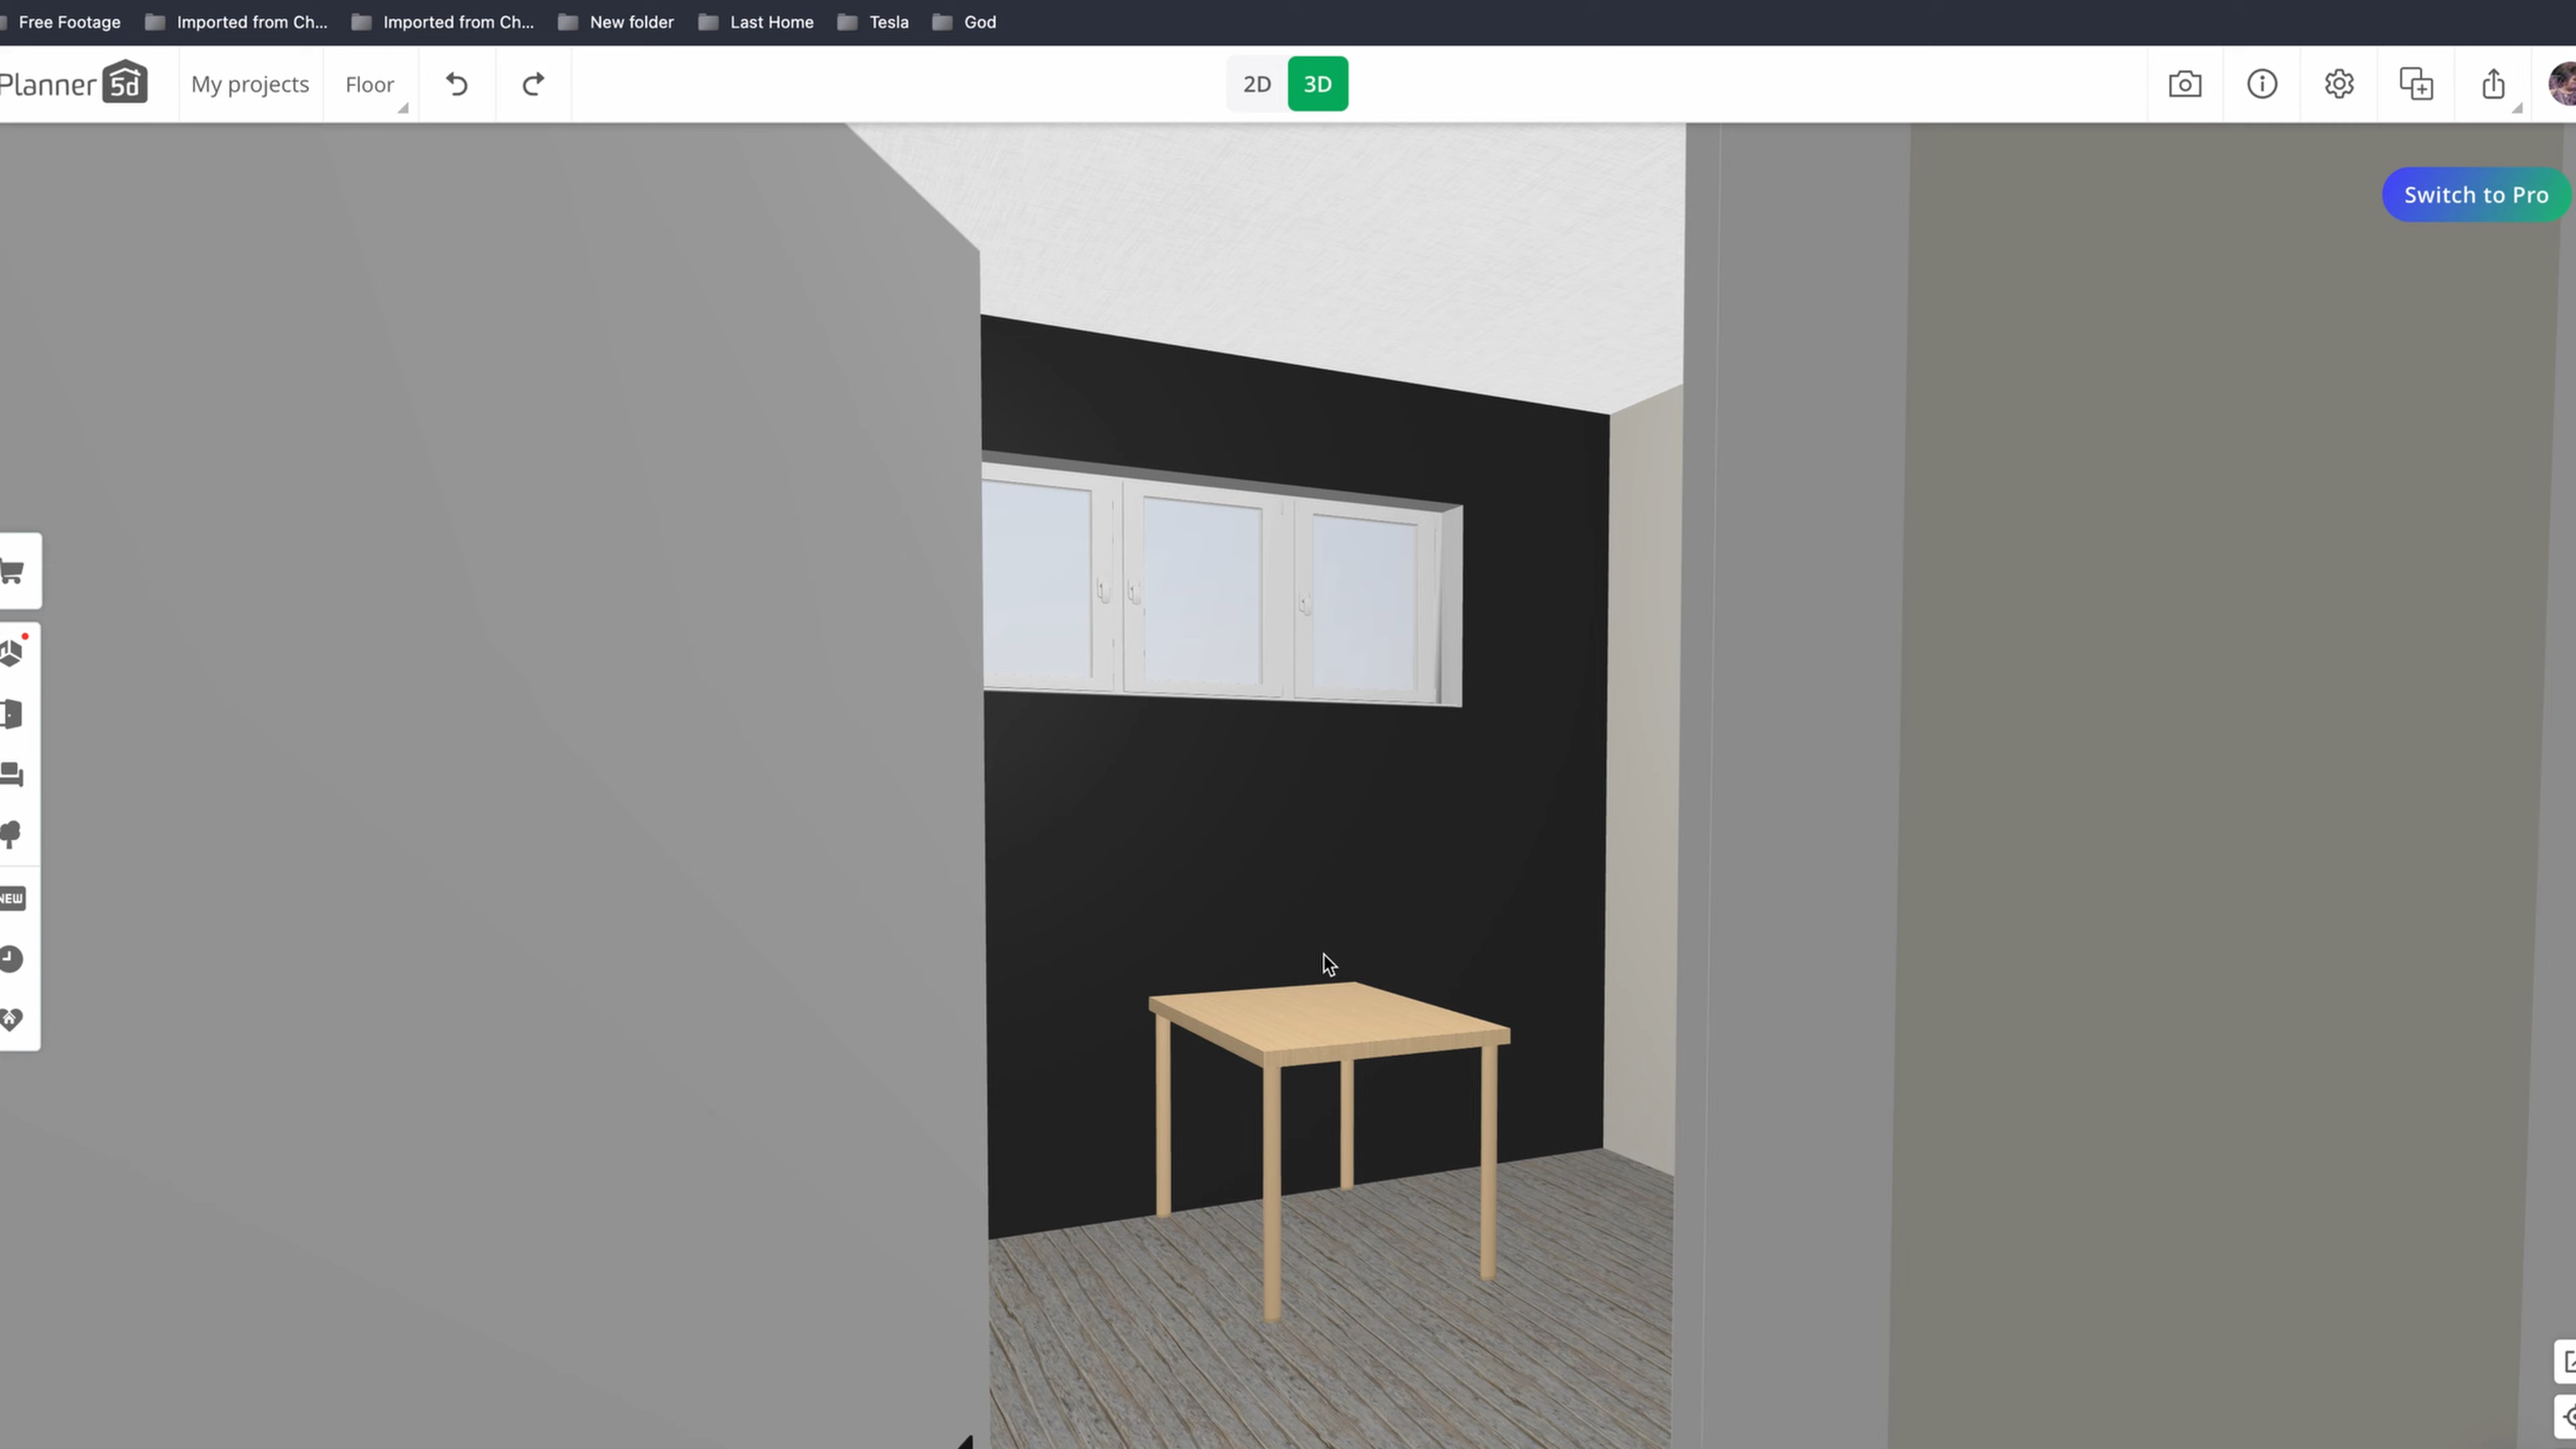 Free Footage Imported from Ch... Imported from Ch... New folder Last Home Tesla God
Planner 5d My projects Floor 2D 3D
Switch to Pro
NEW